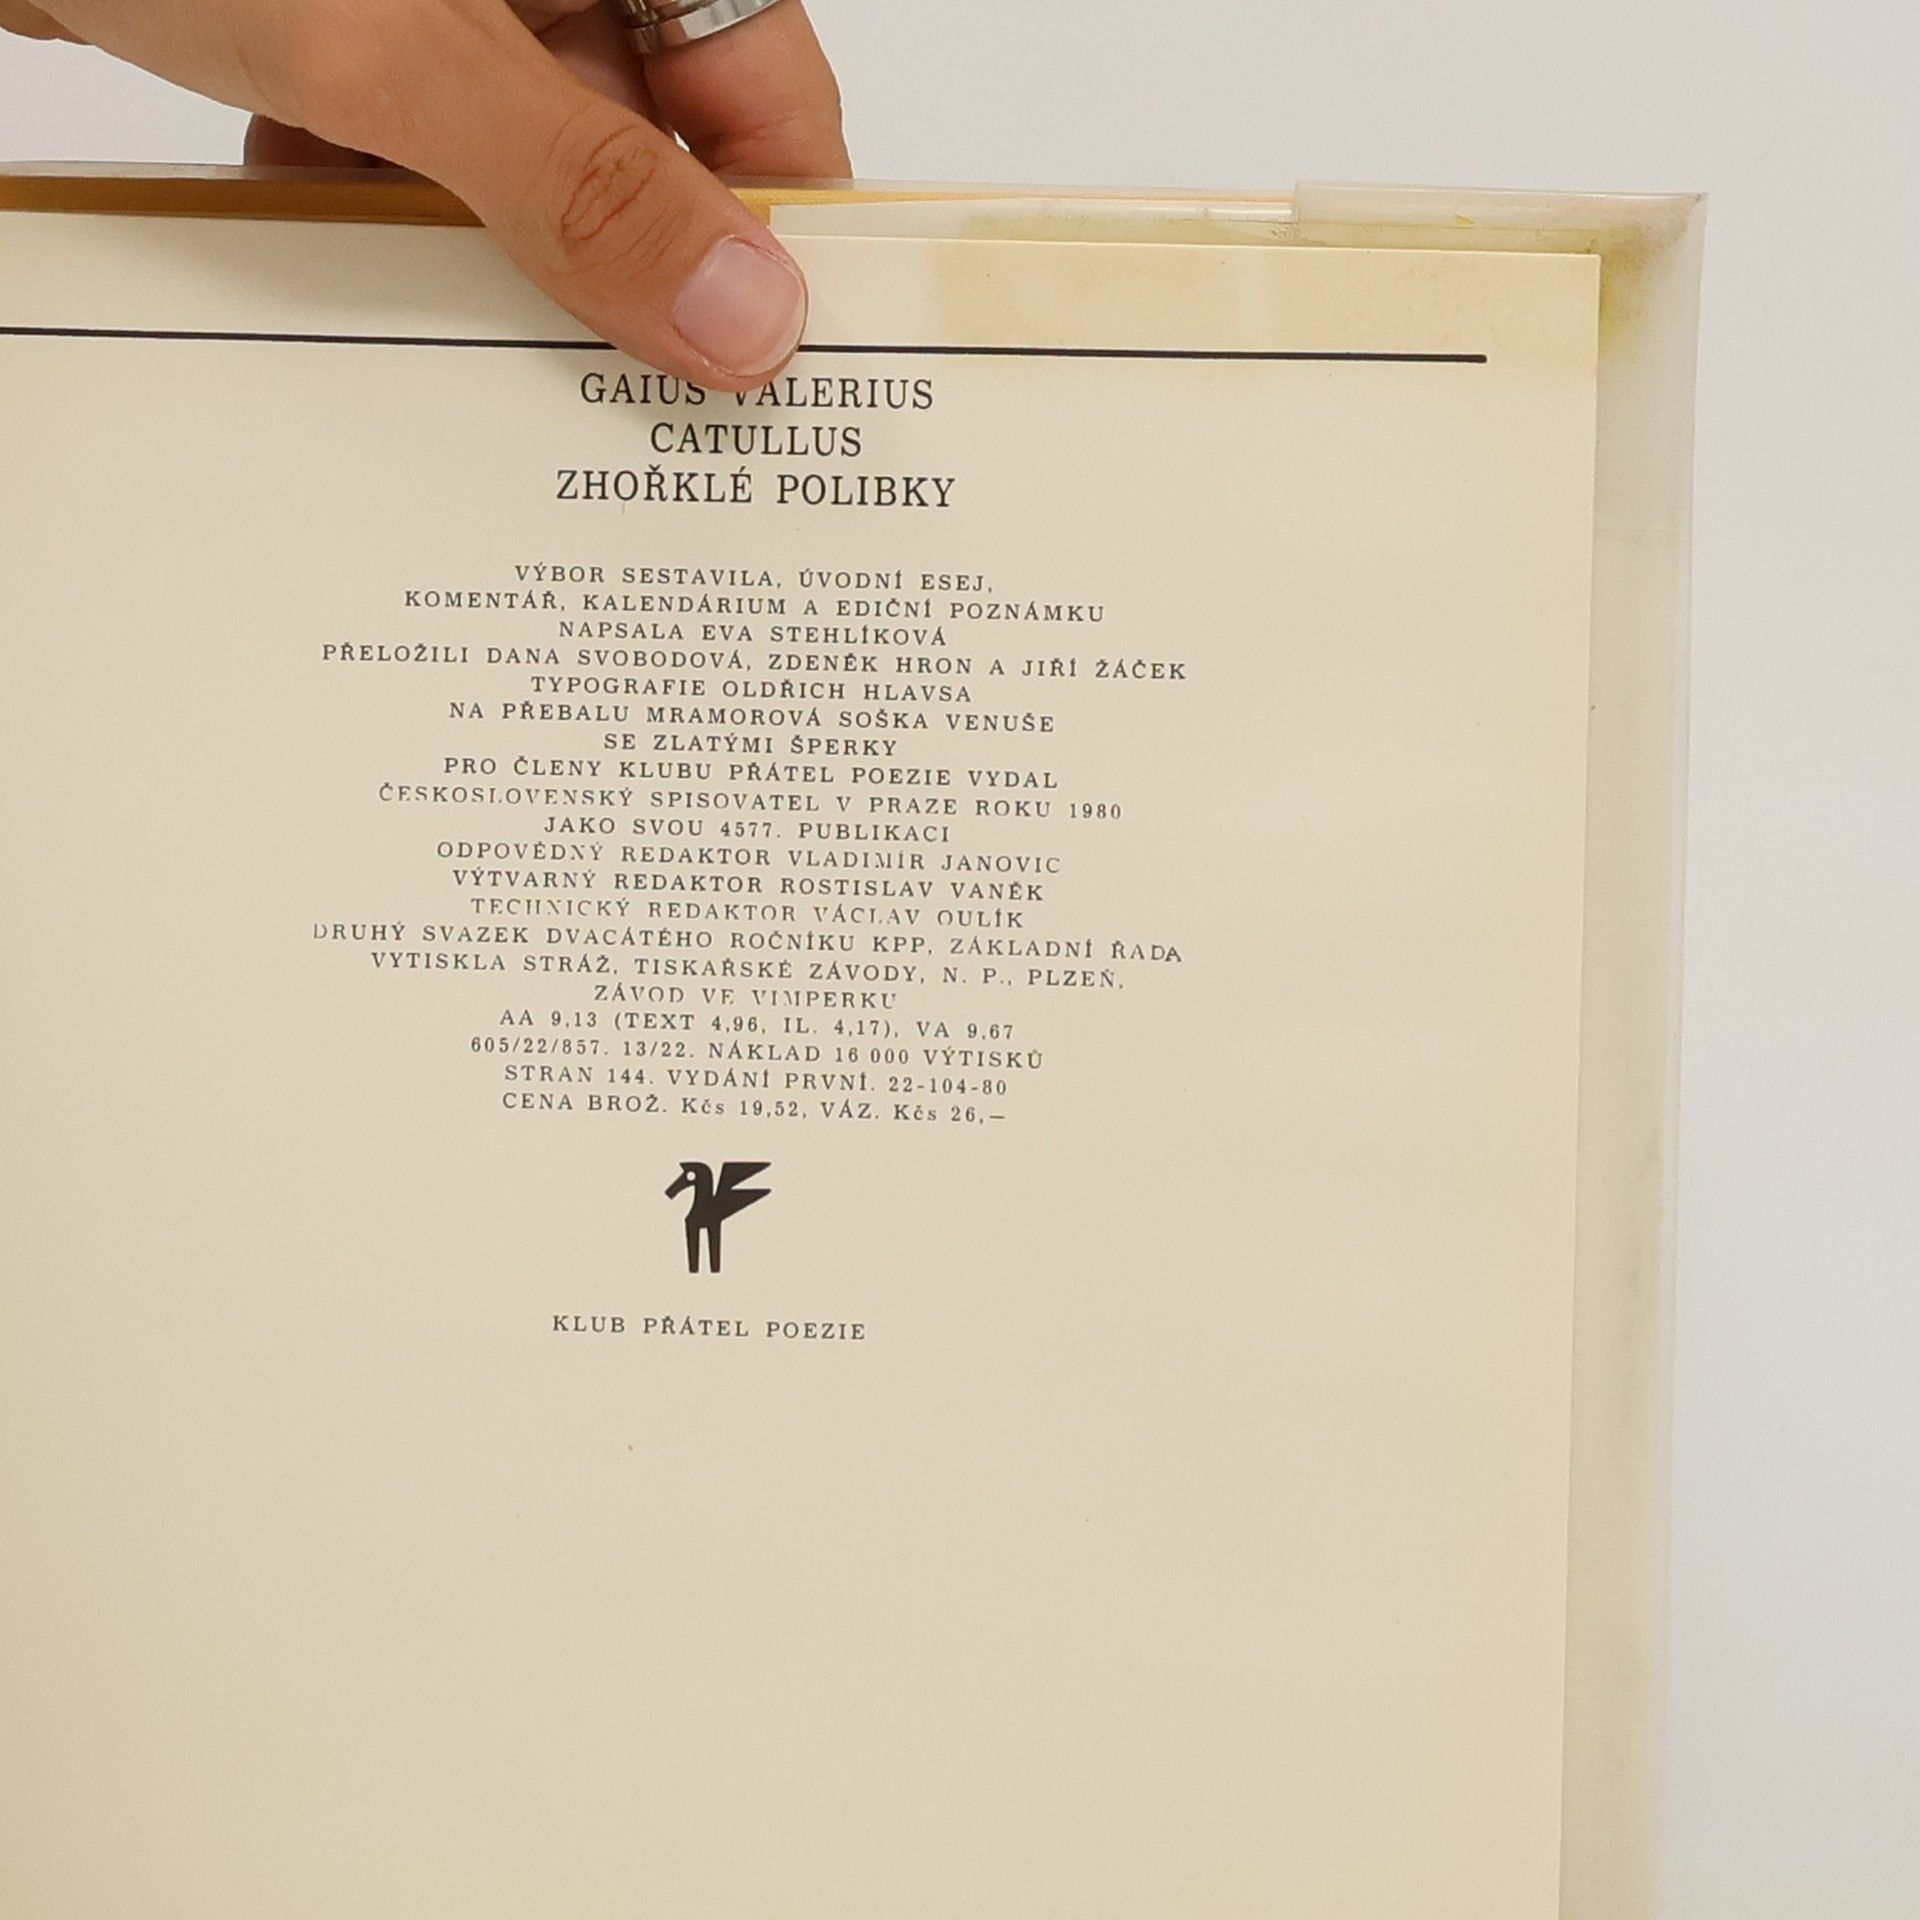 GAIUS VALERIUS
CATULLUS
ZHOŘKLÉ POLIBKY
VÝBOR SESTAVILA, ÚVODNÍ ESEJ,
KOMENTÁŘ, KALENDÁRIUM A EDIČNÍ POZNÁMKU
NAPSALA EVA STEHLÍKOVÁ
PŘELOŽILI DANA SVOBODOVÁ, ZDENĚK HRON A JIŘÍ ŽÁČEK
TYPOGRAFIE OLDŘICH HLAVSA
NA PŘEBALU MRAMOROVÁ SOŠKA VENUŠE
SE ZLATÝMI ŠPERKY
PRO ČLENY KLUBU PŘÁTEL POEZIE VYDAL
ČESKOSLOVENSKÝ SPISOVATEL V PRAZE ROKU 1980
JAKO SVOU 4577. PUBLIKACI
ODPOVĚDNÝ REDAKTOR VLADIMÍR JANOVIC
VÝTVARNÝ REDAKTOR ROSTISLAV VANĚK
TECHNICKÝ REDAKTOR VÁCLAV OULÍK
DRUHÝ SVAZEK DVACÁTÉHO ROČNÍKU KPP, ZÁKLADNÍ ŘADA
VYTISKLA STRÁŽ, TISKAŘSKÉ ZÁVODY, N. P., PLZEŇ,
ZÁVOD VE VIMPERKU
AA 9,13 (TEXT 4,96, IL. 4,17), VA 9,67
605/22/857. 13/22. NÁKLAD 16 000 VÝTISKŮ
STRAN 144. VYDÁNÍ PRVNÍ. 22-104-80
CENA BROŽ. Kčs 19,52, VÁZ. Kčs 26,—
KLUB PŘÁTEL POEZIE